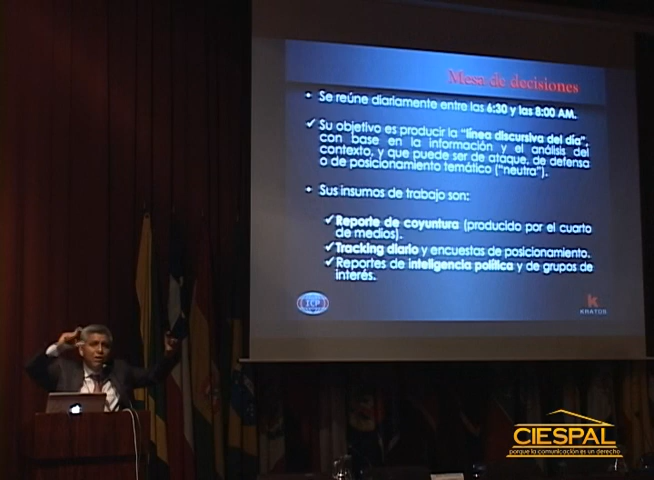 Mesa de decisiones
• Se reúne diariamente entre las 6:30 y las 8:00 AM.
✓ Su objetivo es producir la "línea discursiva del día",
con base en la información y el análisis del
contexto, y que puede ser de ataque, de defensa
o de posicionamiento temático ("neutra").
• Sus insumos de trabajo son:
✓ Reporte de coyuntura (producido por el cuarto
de medios).
✓ Tracking diario y encuestas de posicionamiento.
✓ Reportes de inteligencia política y de grupos de
interés.
ICP
KRATOS
CIESPAL
porque la comunicación es un derecho